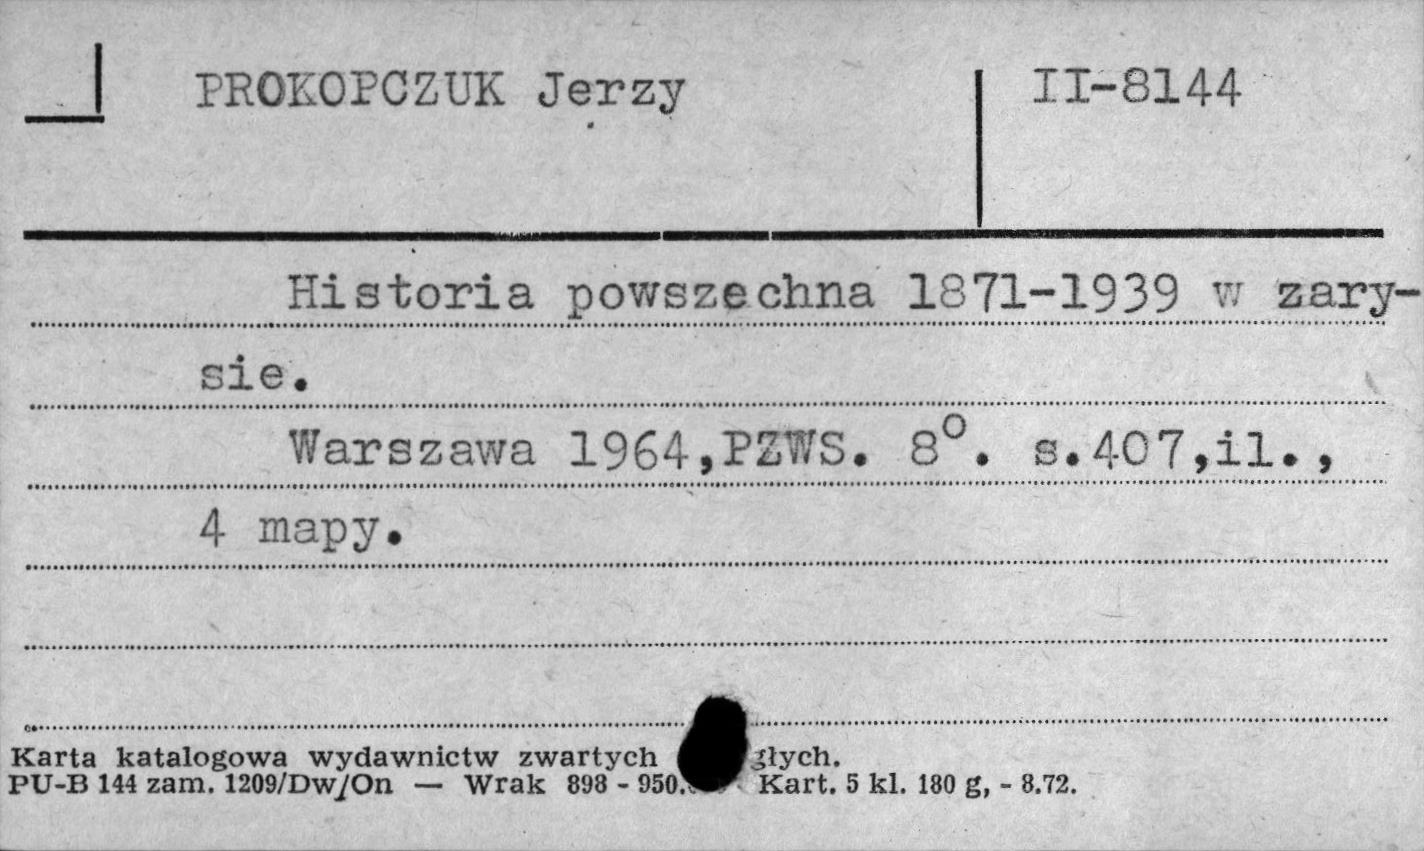 PROKOPCZUK Jerzy
II-8144
Historia powszechna 1871-1939 w zary-
sie.
Warszawa 1964,PZWS. 8°. s.407,il.,
4 mapy.
Karta katalogowa wydawnictw zwartych
PU-B 144 zam. 1209/Dw/On — Wrak 898 - 950. Kart. 5 kl. 180 g, - 8.72.